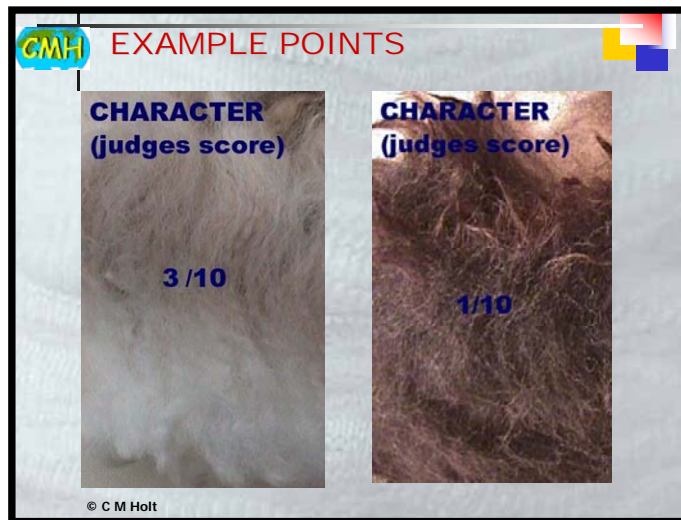 CMH
EXAMPLE POINTS
CHARACTER
(judges score)
3 /10
CHARACTER
(judges score)
1/10
© C M Holt